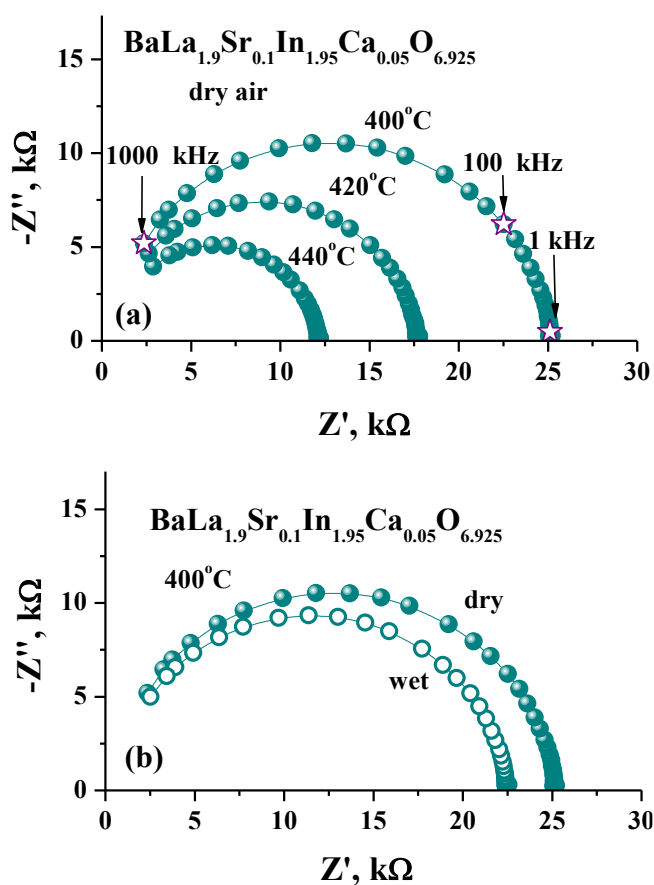 BaLa1.9Sr0.1In1.95Ca0.05O6.925
dry air
400°C
1000 kHz
100 kHz
420°C
1 kHz
440°C
(a)
15
10
5
0
0 5 10 15 20 25 30
-Z'', kΩ
Z', kΩ
BaLa1.9Sr0.1In1.95Ca0.05O6.925
400°C
dry
wet
(b)
15
10
5
0
0 5 10 15 20 25 30
-Z'', kΩ
Z', kΩ